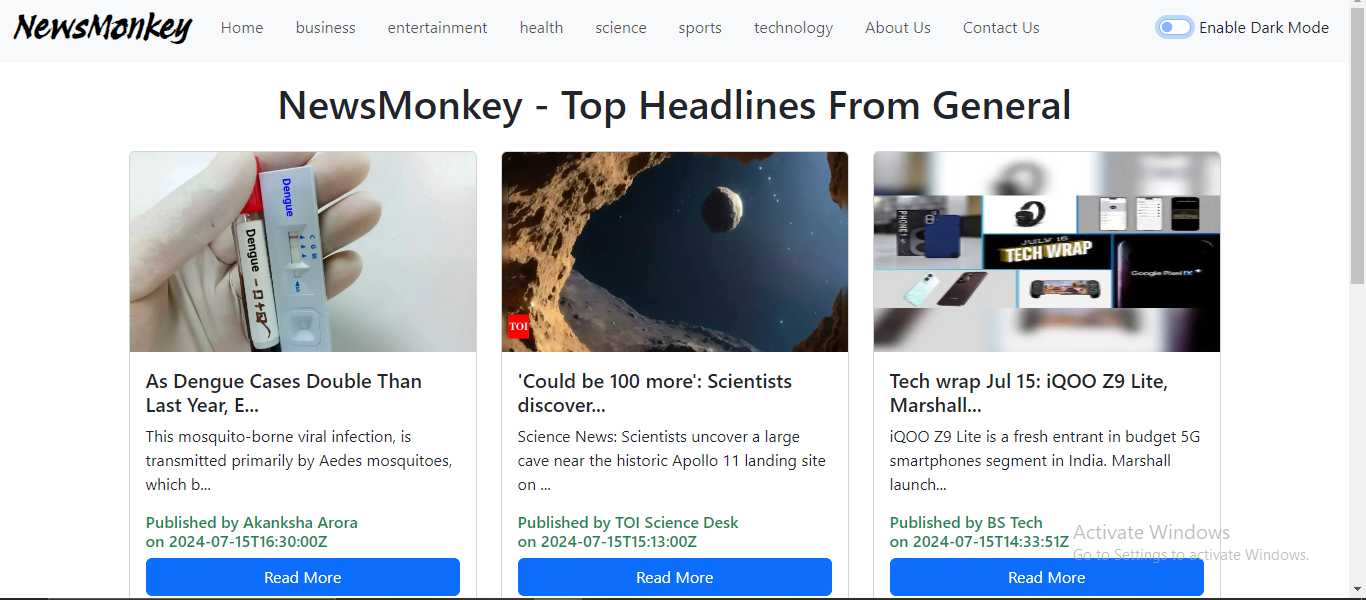 NewsMonkey Home business entertainment health science sports technology About Us Contact Us Enable Dark Mode
NewsMonkey - Top Headlines From General
Dengue
Dengue -
C G M
TOI
PHONE 1
JULY 15
TECH WRAP
Google Pixel
As Dengue Cases Double Than
Last Year, E...
This mosquito-borne viral infection, is
transmitted primarily by Aedes mosquitoes,
which b...
Published by Akanksha Arora
on 2024-07-15T16:30:00Z
Read More
'Could be 100 more': Scientists
discover...
Science News: Scientists uncover a large
cave near the historic Apollo 11 landing site
on ...
Published by TOI Science Desk
on 2024-07-15T15:13:00Z
Read More
Tech wrap Jul 15: iQOO Z9 Lite,
Marshall...
iQOO Z9 Lite is a fresh entrant in budget 5G
smartphones segment in India. Marshall
launch...
Published by BS Tech
on 2024-07-15T14:33:51Z
Read More
Activate Windows
Go to Settings to activate Windows.